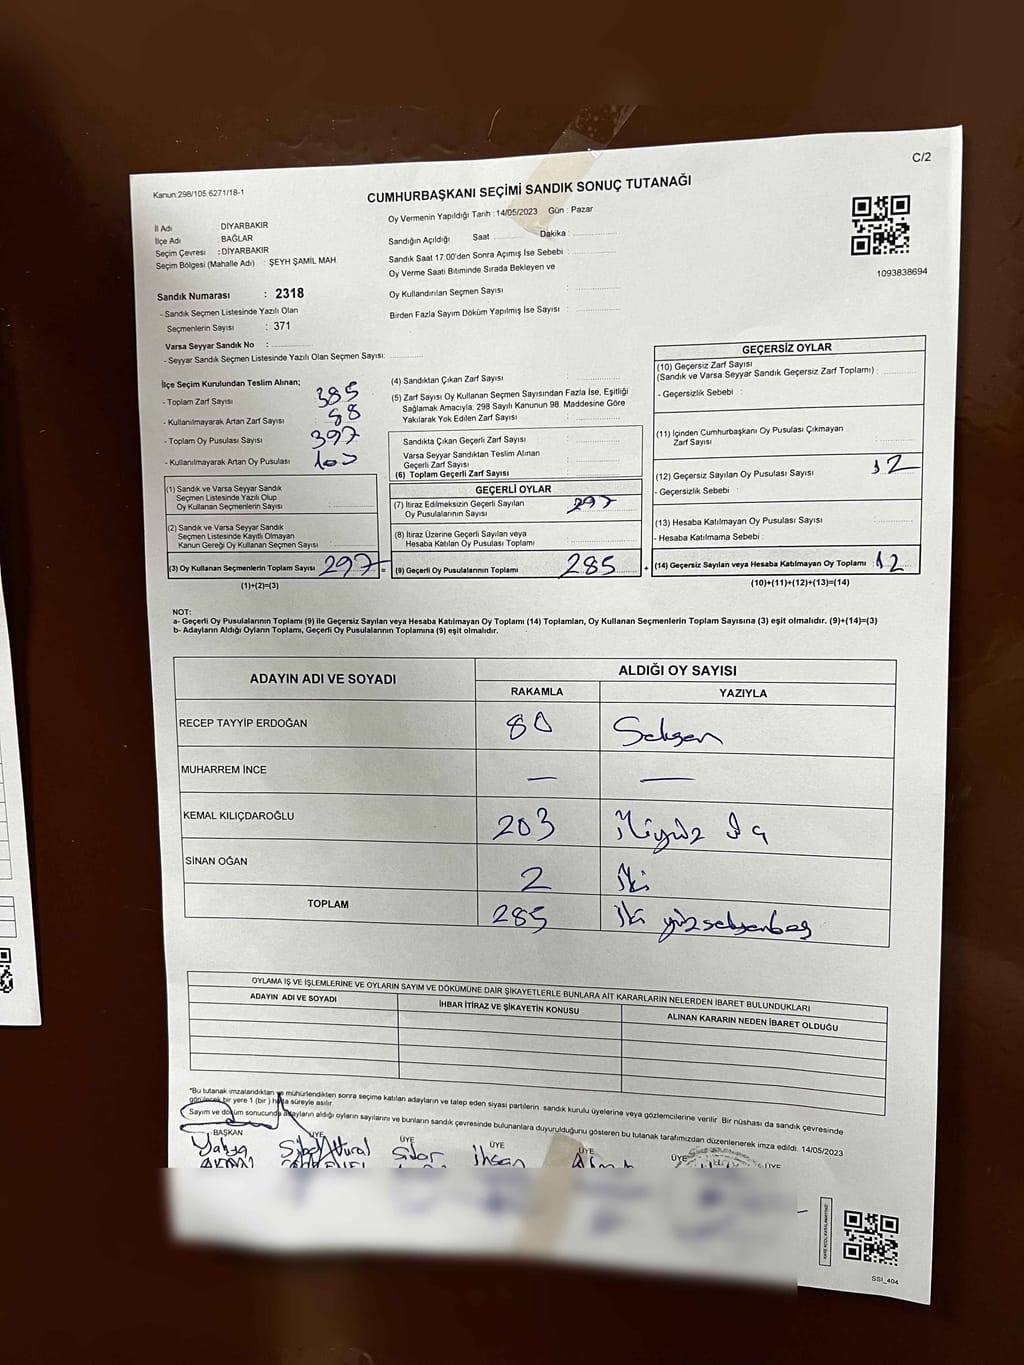 C/2
Kanun:298/105,6271/18-1
CUMHURBAŞKANI SEÇİMİ SANDIK SONUÇ TUTANAĞI
Oy Vermenin Yapıldığı Tarih : 14/05/2023 Gün : Pazar
İl Adı : DİYARBAKIR
İlçe Adı : BAĞLAR
Seçim Çevresi : DİYARBAKIR
Seçim Bölgesi (Mahalle Adı) : ŞEYH ŞAMİL MAH
Sandığın Açıldığı Saat : Dakika :
Sandık Saat 17:00'den Sonra Açımış İse Sebebi :
Oy Verme Saati Bitiminde Sırada Bekleyen ve
Oy Kullandırılan Seçmen Sayısı :
Birden Fazla Sayım Döküm Yapılmış İse Sayısı :
1093838694
Sandık Numarası : 2318
- Sandık Seçmen Listesinde Yazılı Olan
Seçmenlerin Sayısı : 371
Varsa Seyyar Sandık No :
- Seyyar Sandık Seçmen Listesinde Yazılı Olan Seçmen Sayısı:
İlçe Seçim Kurulundan Teslim Alınan;
- Toplam Zarf Sayısı 385
- Kullanılmayarak Artan Zarf Sayısı 88
- Toplam Oy Pusulası Sayısı 397
- Kullanılmayarak Artan Oy Pusulası 100
(1) Sandık ve Varsa Seyyar Sandık
Seçmen Listesinde Yazılı Olup
Oy Kullanan Seçmenlerin Sayısı :
(2) Sandık ve Varsa Seyyar Sandık
Seçmen Listesinde Kayıtlı Olmayan
Kanun Gereği Oy Kullanan Seçmen Sayısı :
(3) Oy Kullanan Seçmenlerin Toplam Sayısı 297 =
(1)+(2)=(3)
(4) Sandıktan Çıkan Zarf Sayısı :
(5) Zarf Sayısı Oy Kullanan Seçmen Sayısından Fazla İse, Eşitliği
Sağlamak Amacıyla; 298 Sayılı Kanunun 98. Maddesine Göre
Yakılarak Yok Edilen Zarf Sayısı :
Sandıkta Çıkan Geçerli Zarf Sayısı
Varsa Seyyar Sandıktan Teslim Alınan
Geçerli Zarf Sayısı
(6) Toplam Geçerli Zarf Sayısı
GEÇERLİ OYLAR
(7) İtiraz Edilmeksizin Geçerli Sayılan
Oy Pusulalarının Sayısı 297
(8) İtiraz Üzerine Geçerli Sayılan veya
Hesaba Katılan Oy Pusulası Toplamı
(9) Geçerli Oy Pusulalarının Toplamı 285 +
GEÇERSİZ OYLAR
(10) Geçersiz Zarf Sayısı
(Sandık ve Varsa Seyyar Sandık Geçersiz Zarf Toplamı) :
- Geçersizlik Sebebi :
(11) İçinden Cumhurbaşkanı Oy Pusulası Çıkmayan
Zarf Sayısı
(12) Geçersiz Sayılan Oy Pusulası Sayısı 12
- Geçersizlik Sebebi :
(13) Hesaba Katılmayan Oy Pusulası Sayısı
- Hesaba Katılmama Sebebi :
(14) Geçersiz Sayılan veya Hesaba Katılmayan Oy Toplamı : 12
(10)+(11)+(12)+(13)=(14)
NOT:
a- Geçerli Oy Pusulalarının Toplamı (9) ile Geçersiz Sayılan veya Hesaba Katılmayan Oy Toplamı (14) Toplamları, Oy Kullanan Seçmenlerin Toplam Sayısına (3) eşit olmalıdır. (9)+(14)=(3)
b- Adayların Aldığı Oyların Toplamı, Geçerli Oy Pusulalarının Toplamına (9) eşit olmalıdır.
ADAYIN ADI VE SOYADI ALDIĞI OY SAYISI
RAKAMLA YAZIYLA
RECEP TAYYİP ERDOĞAN 80 Seksen
MUHARREM İNCE — —
KEMAL KILIÇDAROĞLU 203 İkiyüz
SİNAN OĞAN 2 İki
TOPLAM 285 İki yüzseksenbeş
OYLAMA İŞ VE İŞLEMLERİNE VE OYLARIN SAYIM VE DÖKÜMÜNE DAİR ŞİKAYETLERLE BUNLARA AİT KARARLARIN NELERDEN İBARET BULUNDUKLARI
ADAYIN ADI VE SOYADI İHBAR İTİRAZ VE ŞİKAYETİN KONUSU ALINAN KARARIN NEDEN İBARET OLDUĞU
*Bu tutanak imzalandıktan ve mühürlendikten sonra seçime katılan adayların ve talep eden siyasi partilerin sandık kurulu üyelerine veya gözlemcilerine verilir. Bir nüshası da sandık çevresinde
görülecek bir yere 1 (bir) hafta süreyle asılır.
Sayım ve döküm sonucunda adayların aldığı oyların sayılarını ve bunların sandık çevresinde bulunanlara duyurulduğunu gösteren bu tutanak tarafımızdan düzenlenerek imza edildi. 14/05/2023
BAŞKAN ÜYE ÜYE ÜYE ÜYE ÜYE ÜYE
Yahya Sibel Attural Sidar ihsan
SSI_404